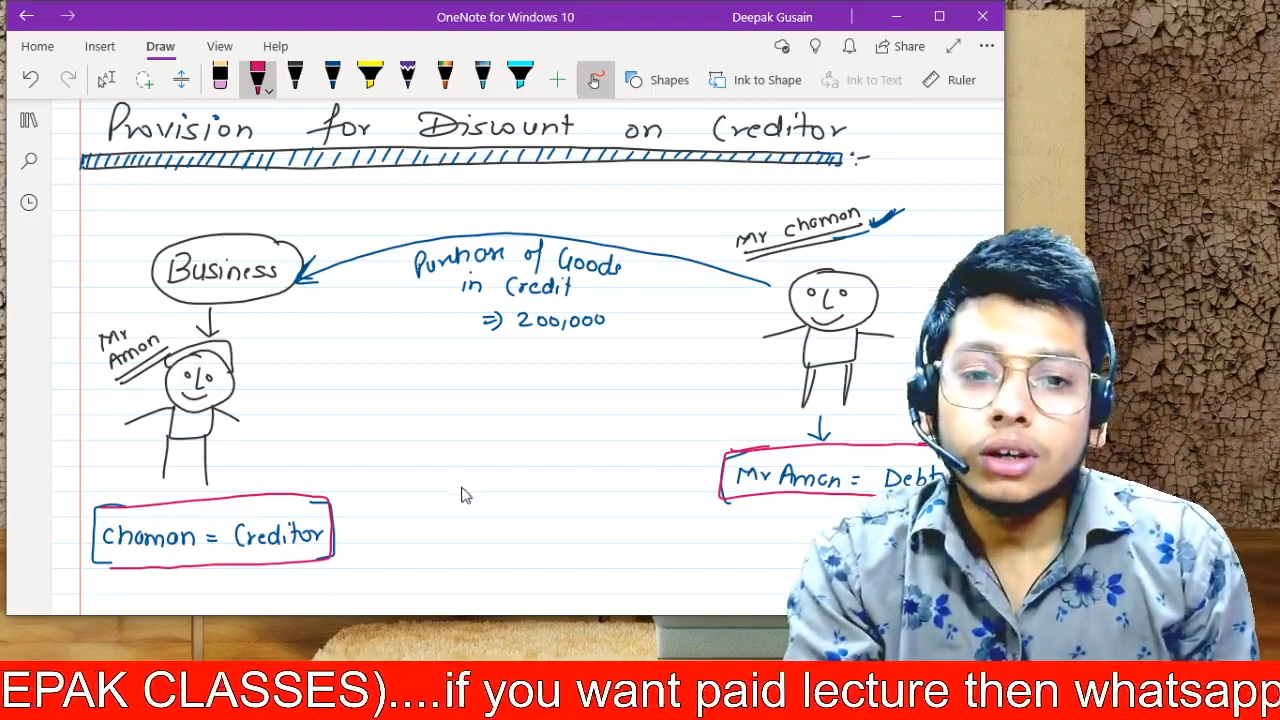 OneNote for Windows 10
Deepak Gusain
Home Insert Draw View Help
Share
Shapes
Ink to Shape
Ink to Text
Ruler
Provision for Discount on Creditor :-
Mr chaman
Business
Purchase of Goods
in Credit
=> 200,000
Mr
Aman
Mr Aman = Debt
chaman = Creditor
EPAK CLASSES)....if you want paid lecture then whatsapp